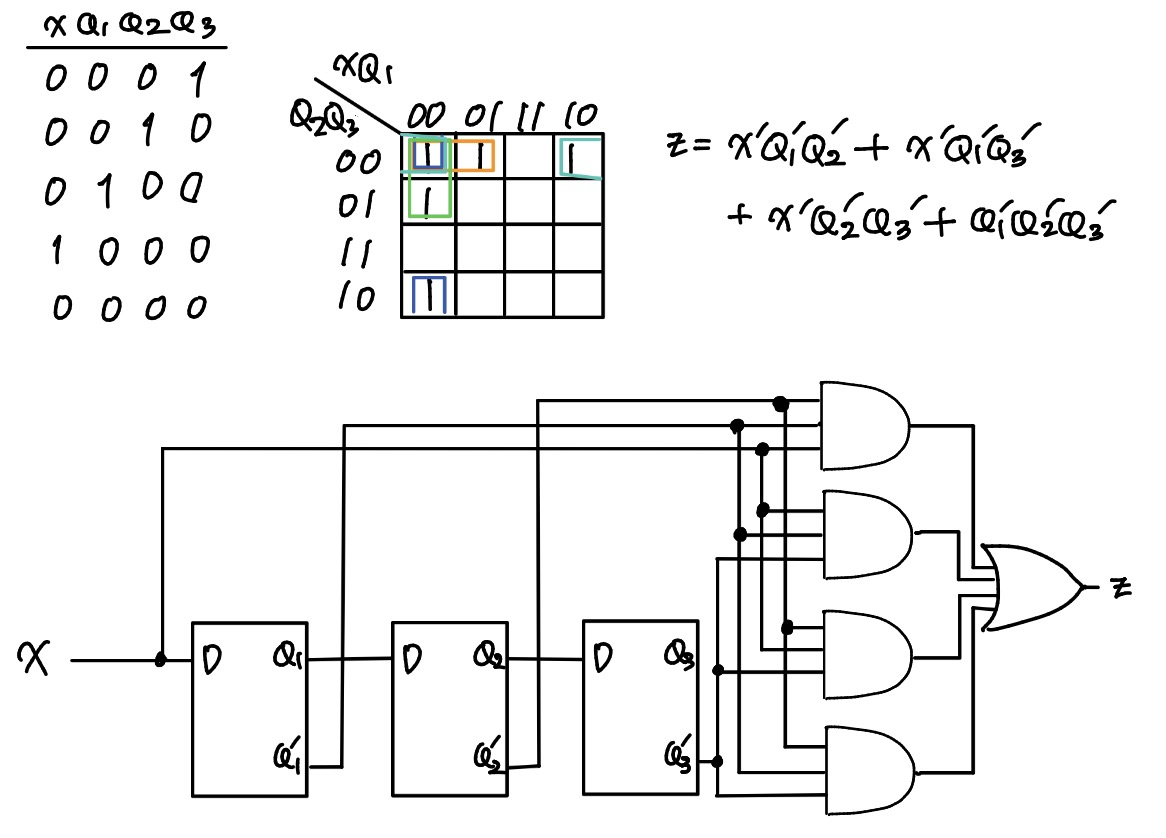 x Q₁ Q₂ Q₃
0 0 0 1
0 0 1 0
0 1 0 0
1 0 0 0
0 0 0 0
xQ₁
Q₂Q₃ 00 01 11 10
00 1 1 1
01 1
11
10 1
z = x'Q₁'Q₂' + x'Q₁'Q₃'
+ x'Q₂'Q₃' + Q₁'Q₂'Q₃'
X D Q₁ D Q₂ D Q₃ z
Q₁' Q₂' Q₃'